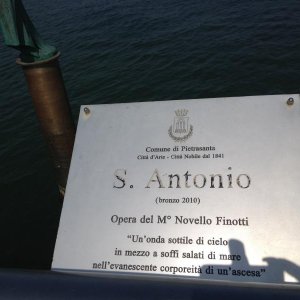 Comune di Pietrasanta
Città d'Arte - Città Nobile dal 1841
S. Antonio
(bronzo 2010)
Opera del M° Novello Finotti
"Un'onda sottile di cielo
in mezzo a soffi salati di mare
nell'evanescente corporeità di un'ascesa"